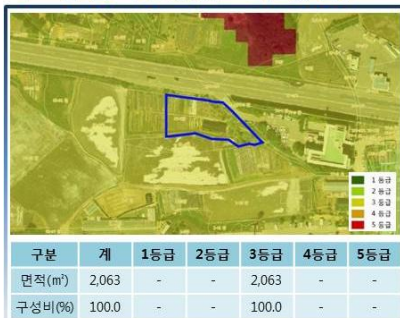 1 등급
2 등급
3 등급
4 등급
5 등급
구분 계 1등급 2등급 3등급 4등급 5등급
면적(㎡) 2,063 - - 2,063 - -
구성비(%) 100.0 - - 100.0 - -